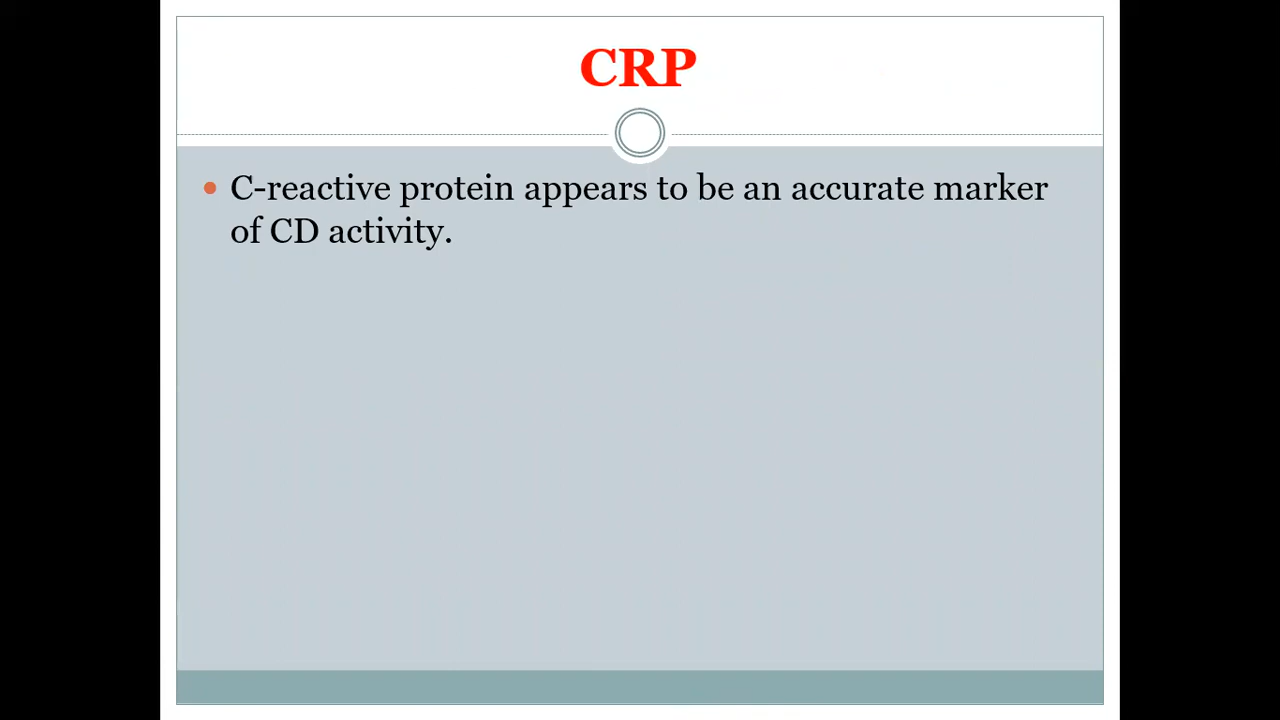 CRP
• C-reactive protein appears to be an accurate marker
of CD activity.